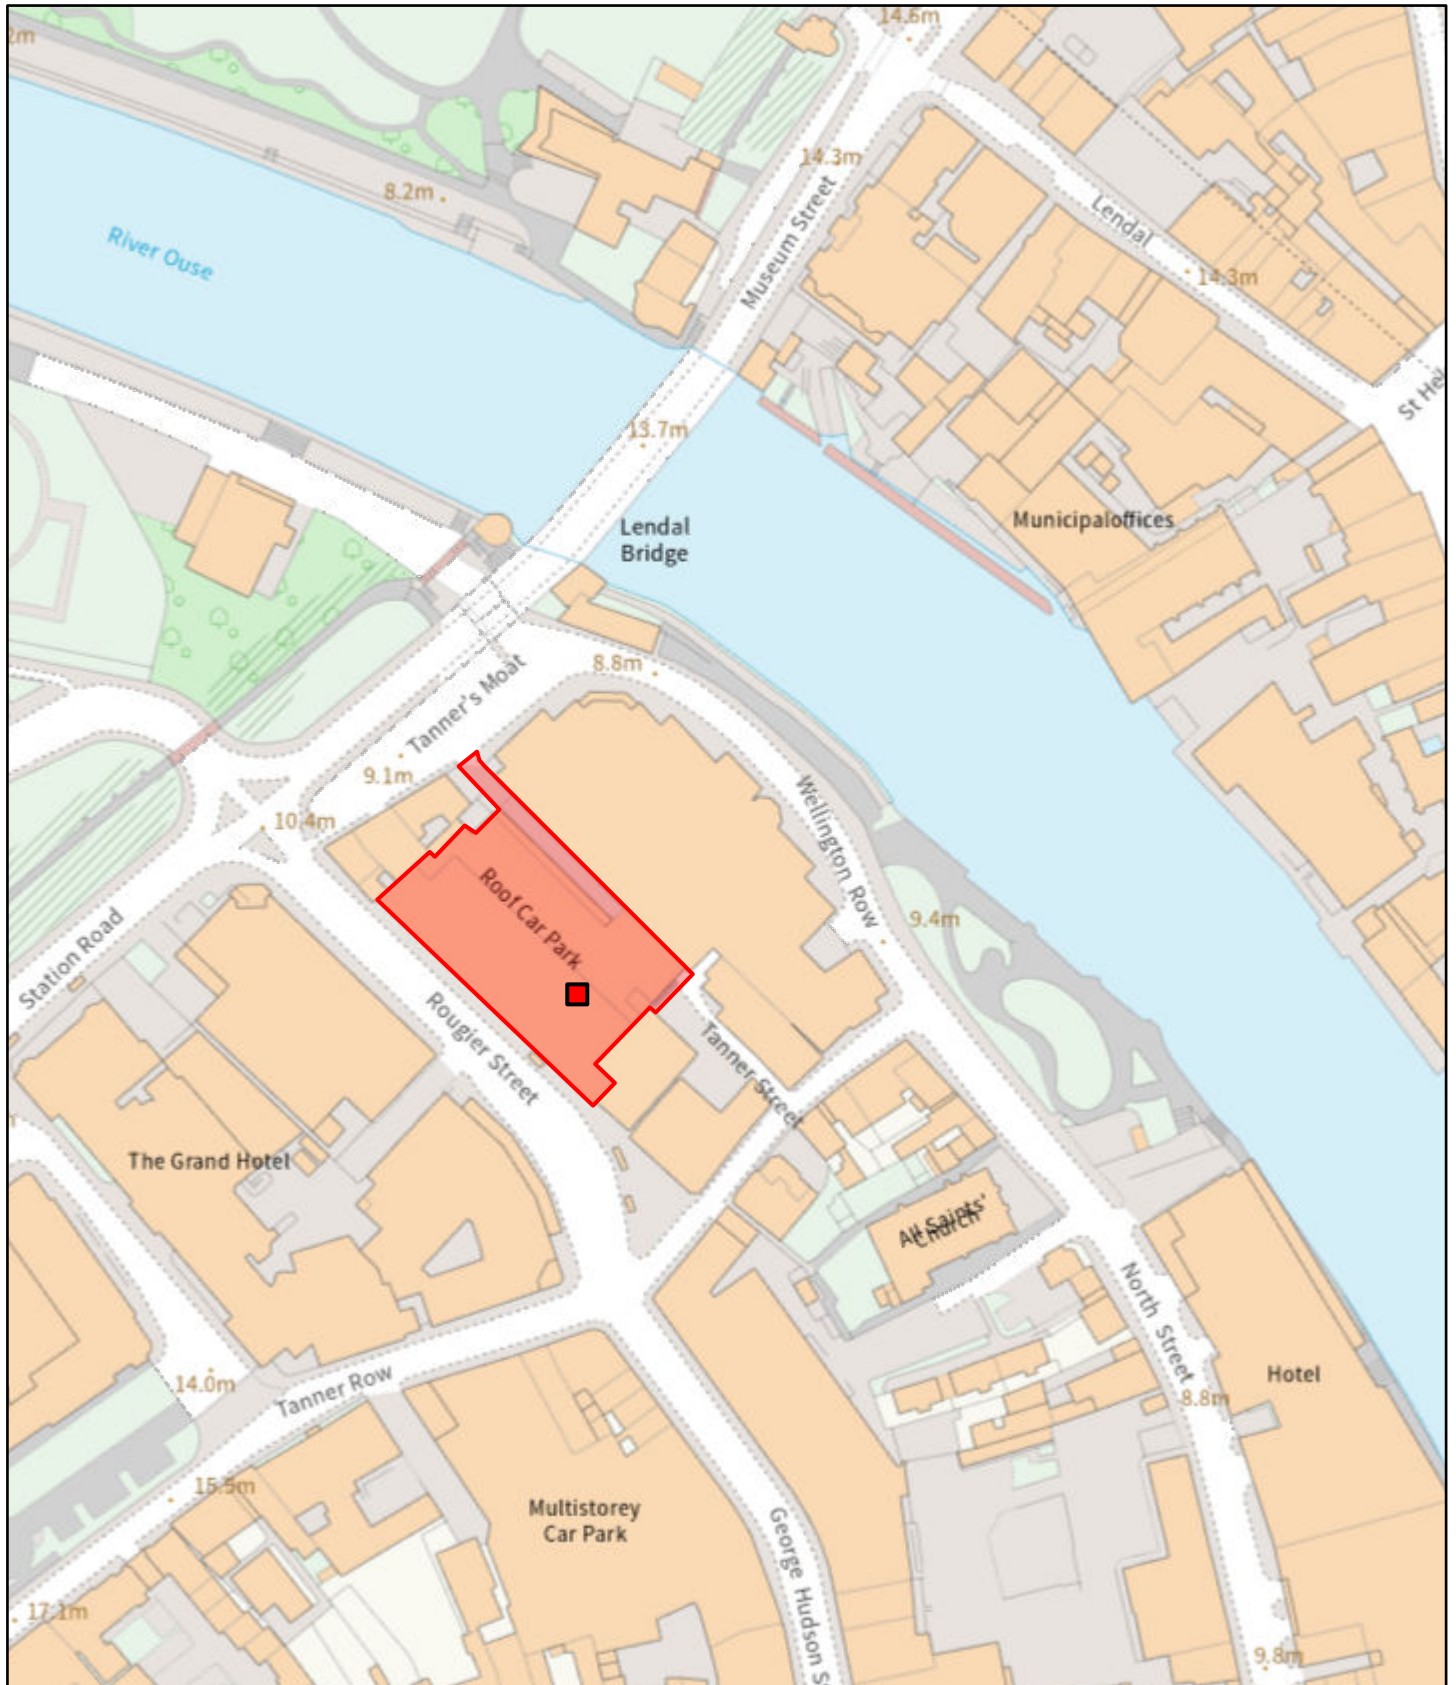 14.6m
2m
14.3m
8.2m
Museum Street
Lendal
River Ouse
14.3m
St Hel
13.7m
Lendal
Bridge
Municipaloffices
8.8m
Tanner's Moat
9.1m
10.4m
Wellington Row
Roof Car Park
9.4m
Station Road
Rougier Street
Tanner Street
The Grand Hotel
All Saints'
Church
North Street
14.0m
Tanner Row
Hotel
8.8m
15.5m
Multistorey
Car Park
George Hudson S
17.1m
9.8m